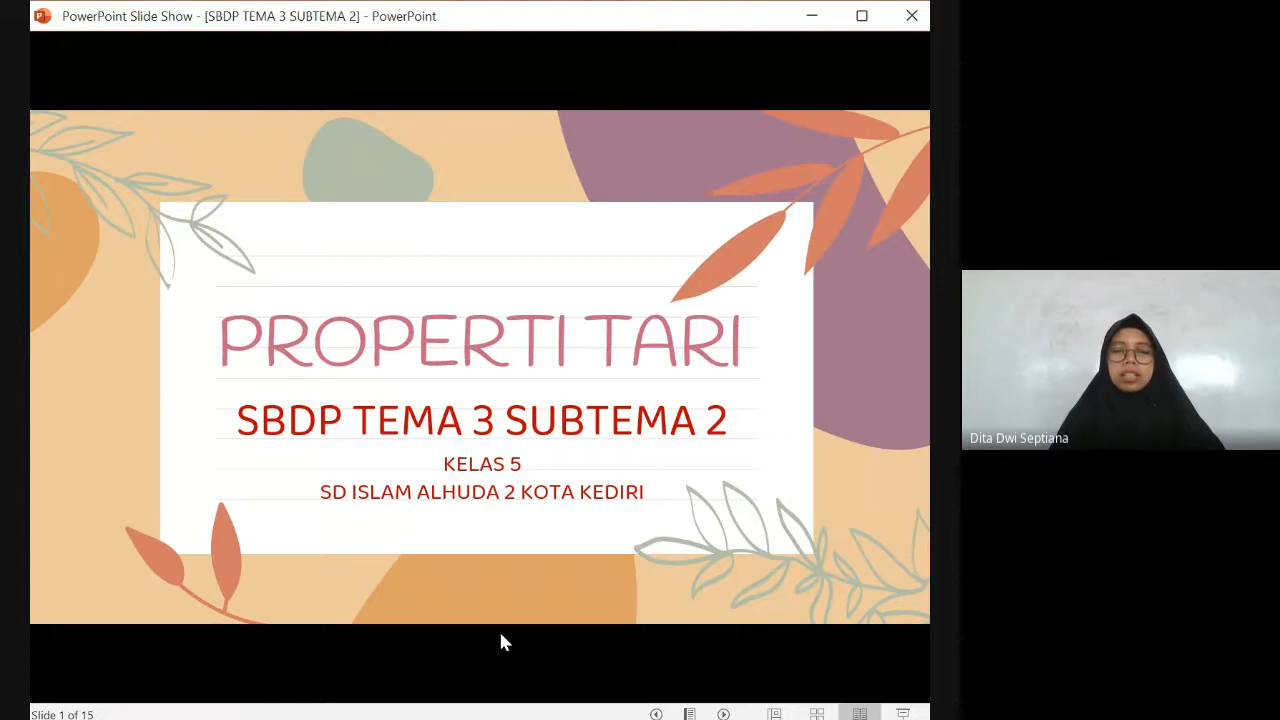 PowerPoint Slide Show - [SBDP TEMA 3 SUBTEMA 2] - PowerPoint
PROPERTI TARI
SBDP TEMA 3 SUBTEMA 2
KELAS 5
SD ISLAM ALHUDA 2 KOTA KEDIRI
Dita Dwi Septiana
Slide 1 of 15